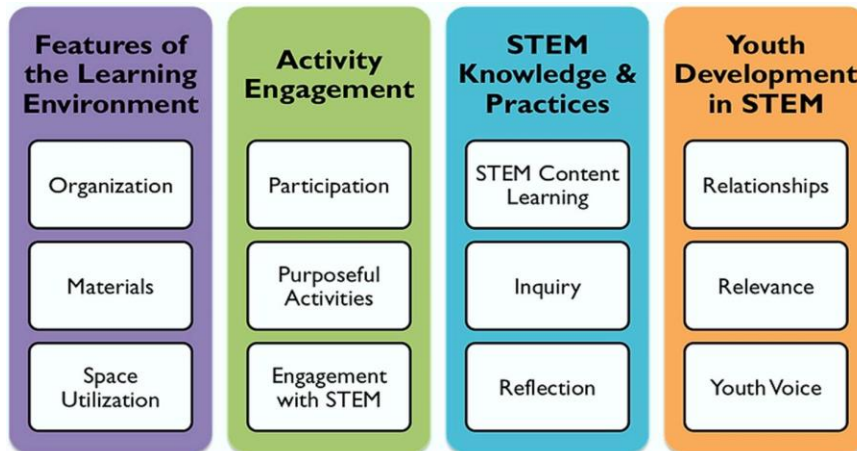 Features of
the Learning
Environment
Organization
Materials
Space
Utilization
Activity
Engagement
Participation
Purposeful
Activities
Engagement
with STEM
STEM
Knowledge &
Practices
STEM Content
Learning
Inquiry
Reflection
Youth
Development
in STEM
Relationships
Relevance
Youth Voice